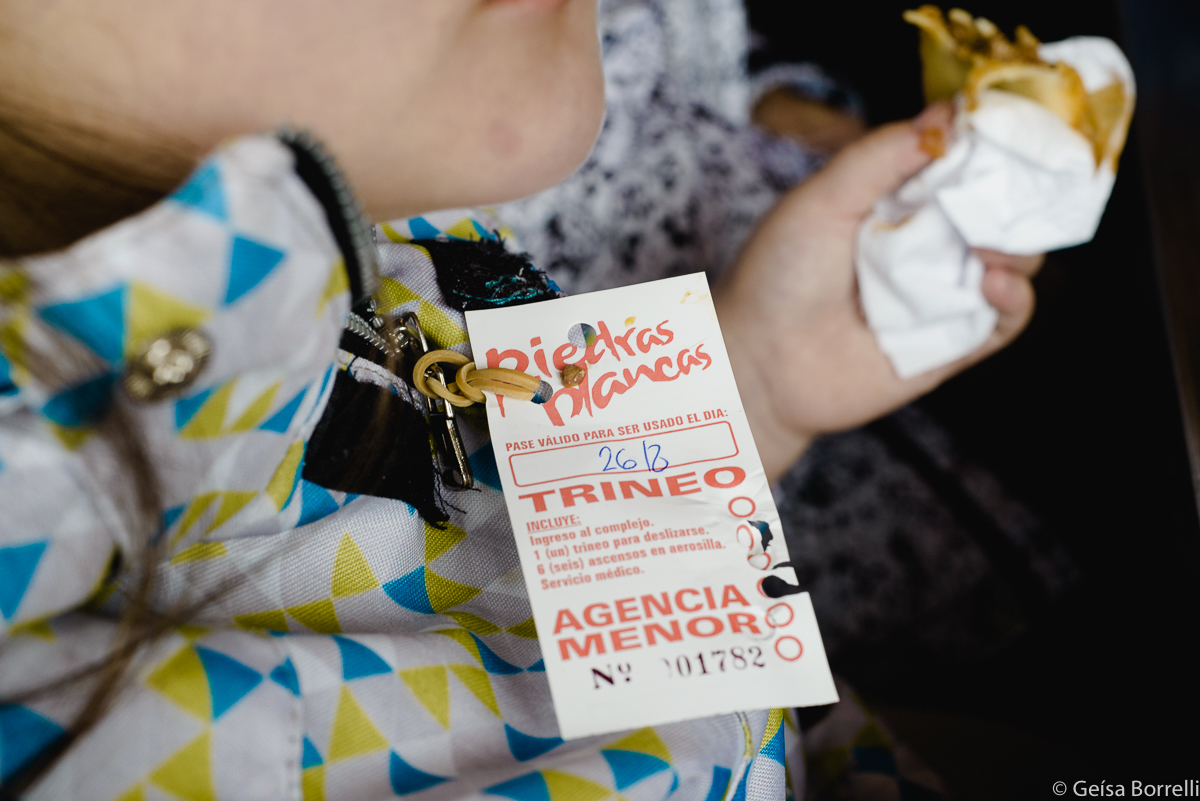 piedras
blancas
PASE VÁLIDO PARA SER USADO EL DIA:
26/8
TRINEO
INCLUYE:
Ingreso al complejo.
1 (un) trineo para deslizarse.
6 (seis) ascensos en aerosilla.
Servicio médico.
AGENCIA
MENOR
Nº 001782
© Geísa Borrelli